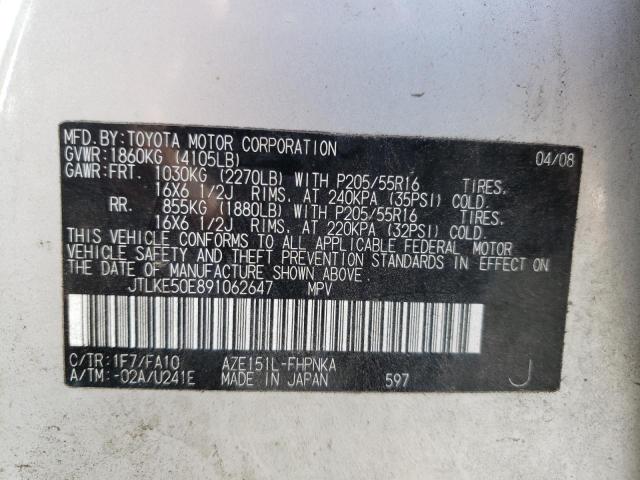 MFD.BY:TOYOTA MOTOR CORPORATION 04/08
GVWR:1860KG (4105LB)
GAWR:FRT. 1030KG (2270LB) WITH P205/55R16 TIRES.
16X6 1/2J RIMS, AT 240KPA (35PSI) COLD.
RR. 855KG (1880LB) WITH P205/55R16 TIRES.
16X6 1/2J RIMS, AT 220KPA (32PSI) COLD.
THIS VEHICLE CONFORMS TO ALL APPLICABLE FEDERAL MOTOR
VEHICLE SAFETY AND THEFT PREVENTION STANDARDS IN EFFECT ON
THE DATE OF MANUFACTURE SHOWN ABOVE.
JTLKE50E891062647 MPV
C/TR:1F7/FA10 AZE151L-FHPNKA
A/TM:-02A/U241E MADE IN JAPAN 597 J